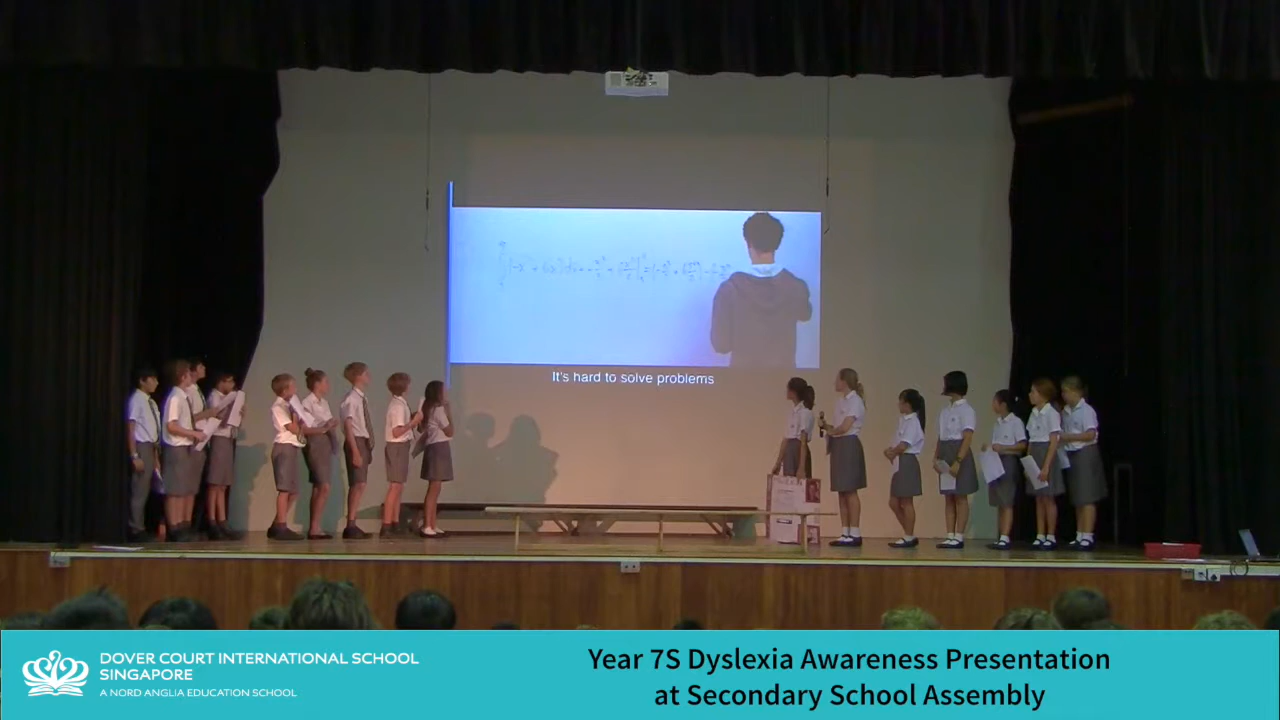 It's hard to solve problems
DOVER COURT INTERNATIONAL SCHOOL
SINGAPORE
A NORD ANGLIA EDUCATION SCHOOL
Year 7S Dyslexia Awareness Presentation
at Secondary School Assembly